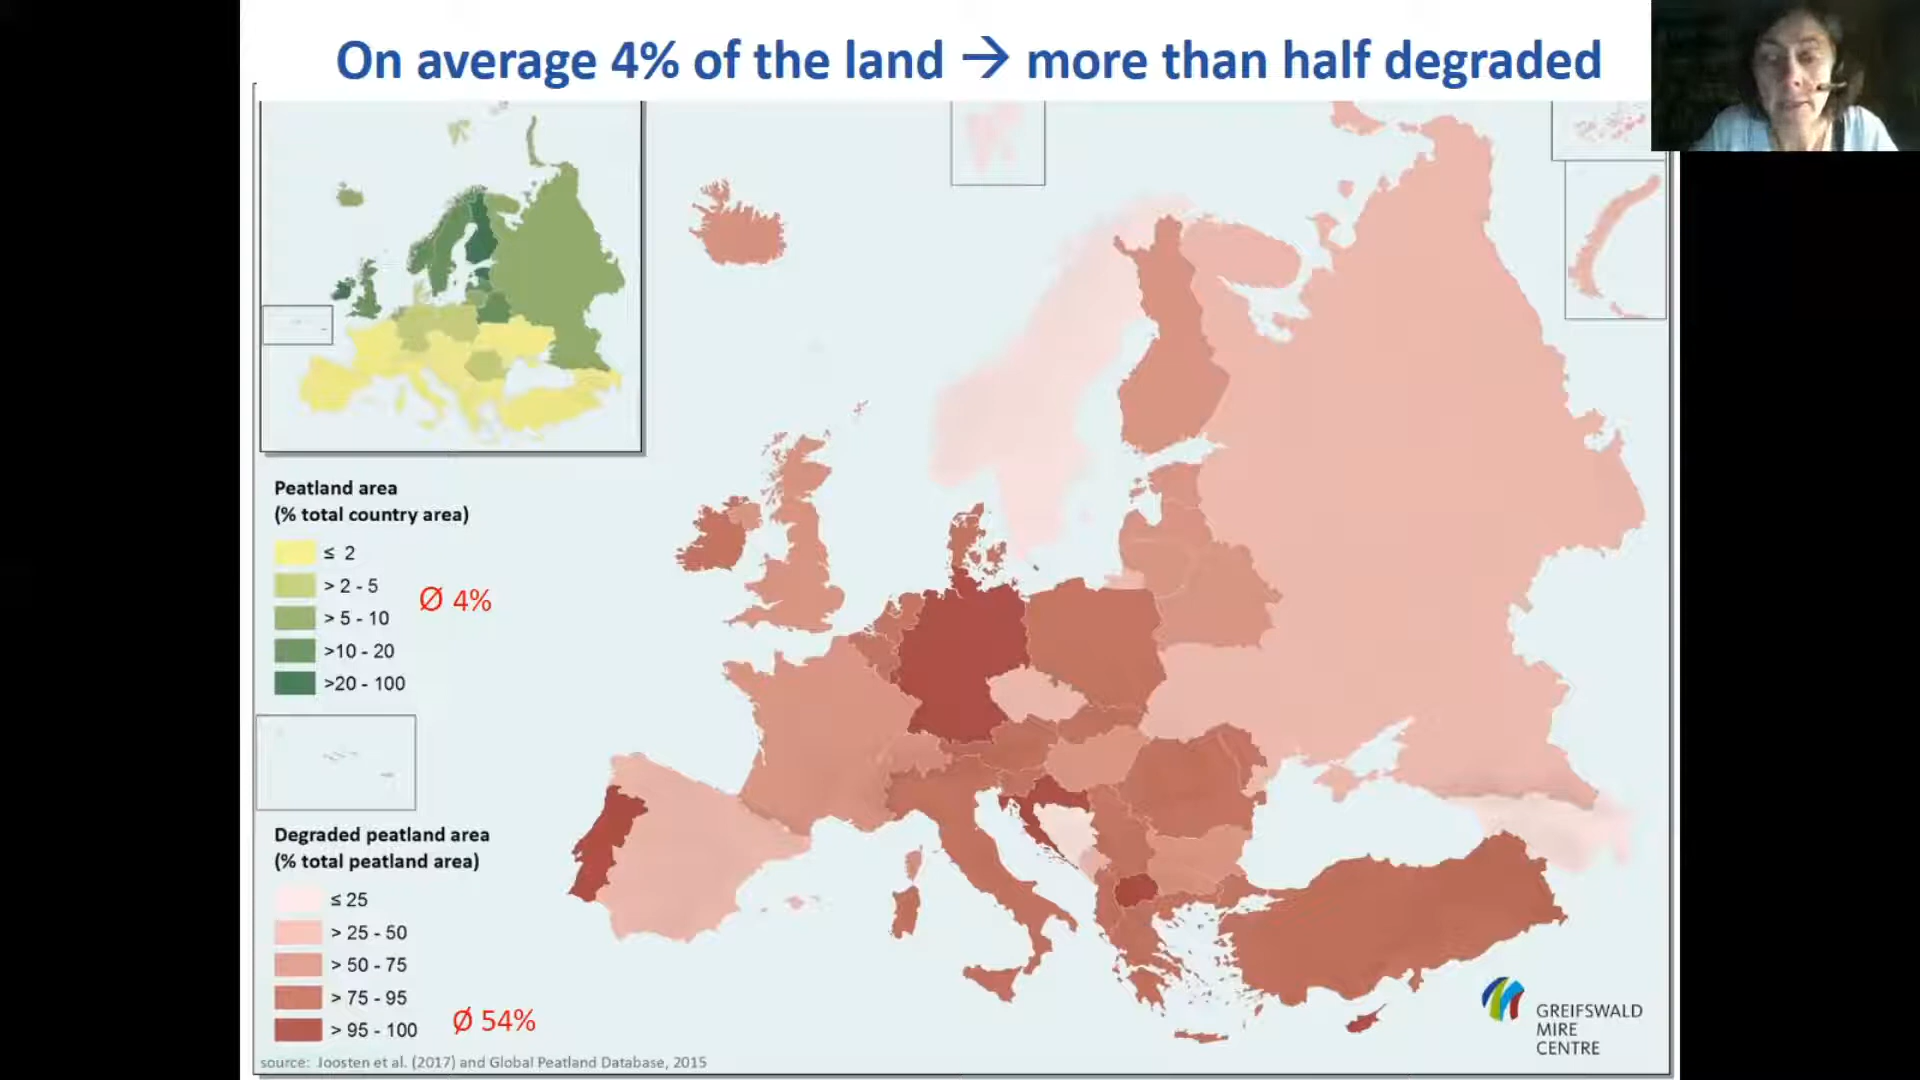 On average 4% of the land → more than half degraded
Peatland area
(% total country area)
≤ 2
> 2 - 5
> 5 - 10
>10 - 20
>20 - 100
Ø 4%
Degraded peatland area
(% total peatland area)
≤ 25
> 25 - 50
> 50 - 75
> 75 - 95
> 95 - 100
Ø 54%
source: Joosten et al. (2017) and Global Peatland Database, 2015
GREIFSWALD
MIRE
CENTRE